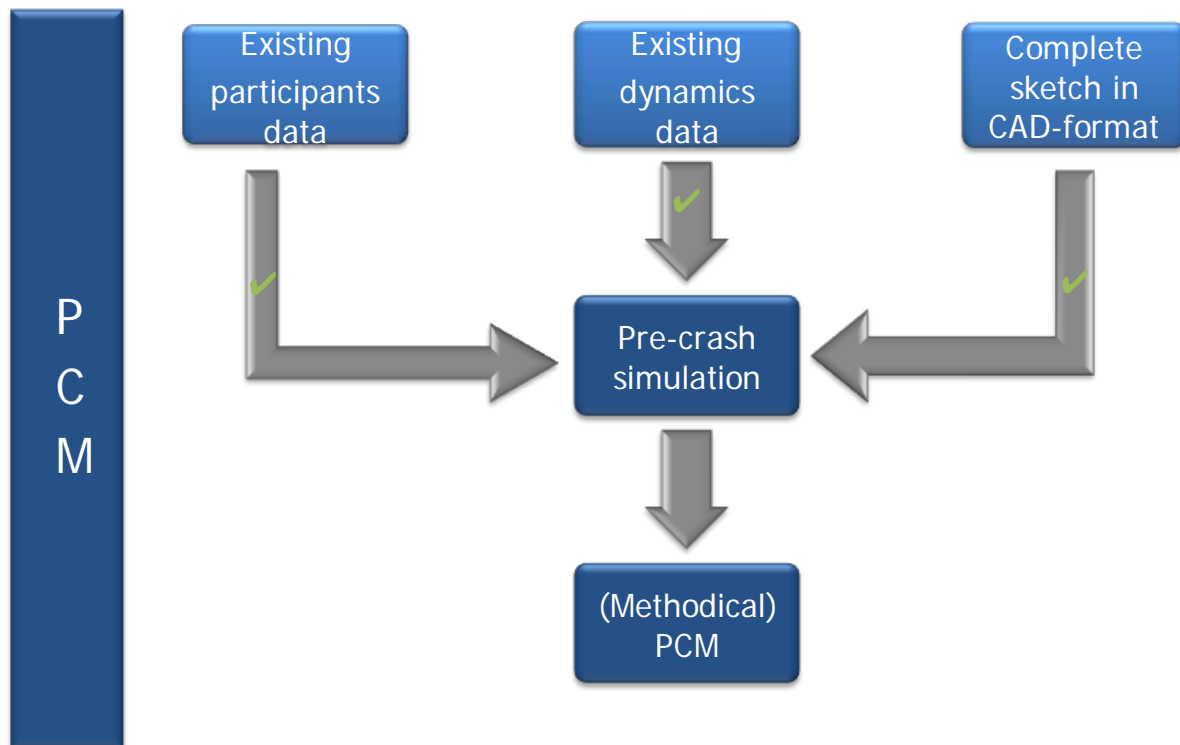 P
C
M
Existing
participants
data
Existing
dynamics
data
Complete
sketch in
CAD-format
Pre-crash
simulation
(Methodical)
PCM